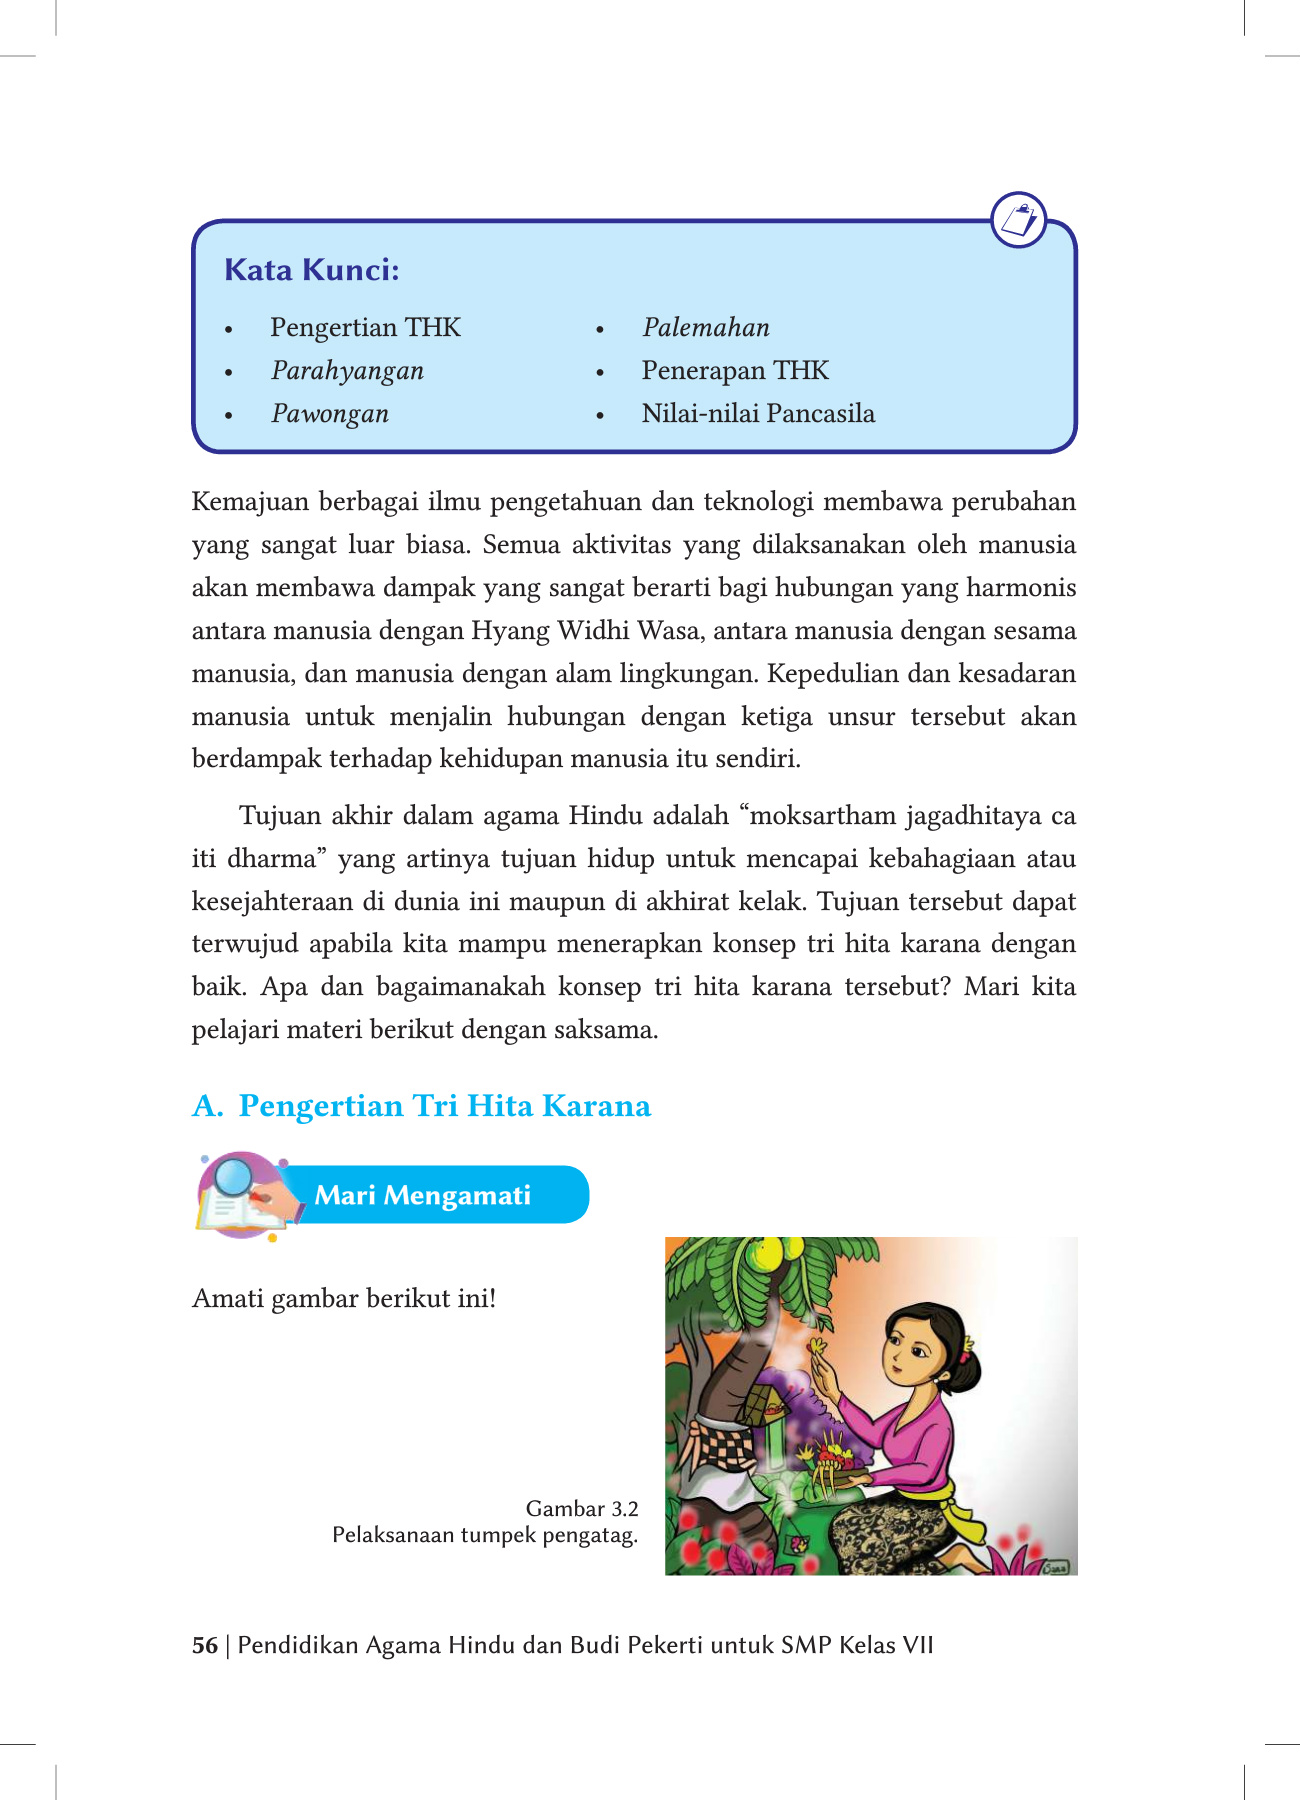 Kata Kunci:
• Pengertian THK
• Parahyangan
• Pawongan
• Palemahan
• Penerapan THK
• Nilai-nilai Pancasila
Kemajuan berbagai ilmu pengetahuan dan teknologi membawa perubahan
yang sangat luar biasa. Semua aktivitas yang dilaksanakan oleh manusia
akan membawa dampak yang sangat berarti bagi hubungan yang harmonis
antara manusia dengan Hyang Widhi Wasa, antara manusia dengan sesama
manusia, dan manusia dengan alam lingkungan. Kepedulian dan kesadaran
manusia untuk menjalin hubungan dengan ketiga unsur tersebut akan
berdampak terhadap kehidupan manusia itu sendiri.
Tujuan akhir dalam agama Hindu adalah “moksartham jagadhitaya ca
iti dharma” yang artinya tujuan hidup untuk mencapai kebahagiaan atau
kesejahteraan di dunia ini maupun di akhirat kelak. Tujuan tersebut dapat
terwujud apabila kita mampu menerapkan konsep tri hita karana dengan
baik. Apa dan bagaimanakah konsep tri hita karana tersebut? Mari kita
pelajari materi berikut dengan saksama.
A. Pengertian Tri Hita Karana
Mari Mengamati
Amati gambar berikut ini!
Gambar 3.2
Pelaksanaan tumpek pengatag.
56 | Pendidikan Agama Hindu dan Budi Pekerti untuk SMP Kelas VII